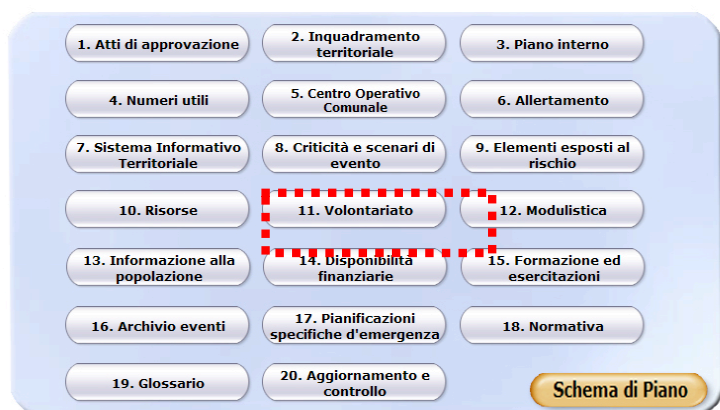 1. Atti di approvazione
2. Inquadramento
territoriale
3. Piano interno
4. Numeri utili
5. Centro Operativo
Comunale
6. Allertamento
7. Sistema Informativo
Territoriale
8. Criticità e scenari di
evento
9. Elementi esposti al
rischio
10. Risorse
11. Volontariato
12. Modulistica
13. Informazione alla
popolazione
14. Disponibilità
finanziarie
15. Formazione ed
esercitazioni
16. Archivio eventi
17. Pianificazioni
specifiche d'emergenza
18. Normativa
19. Glossario
20. Aggiornamento e
controllo
Schema di Piano